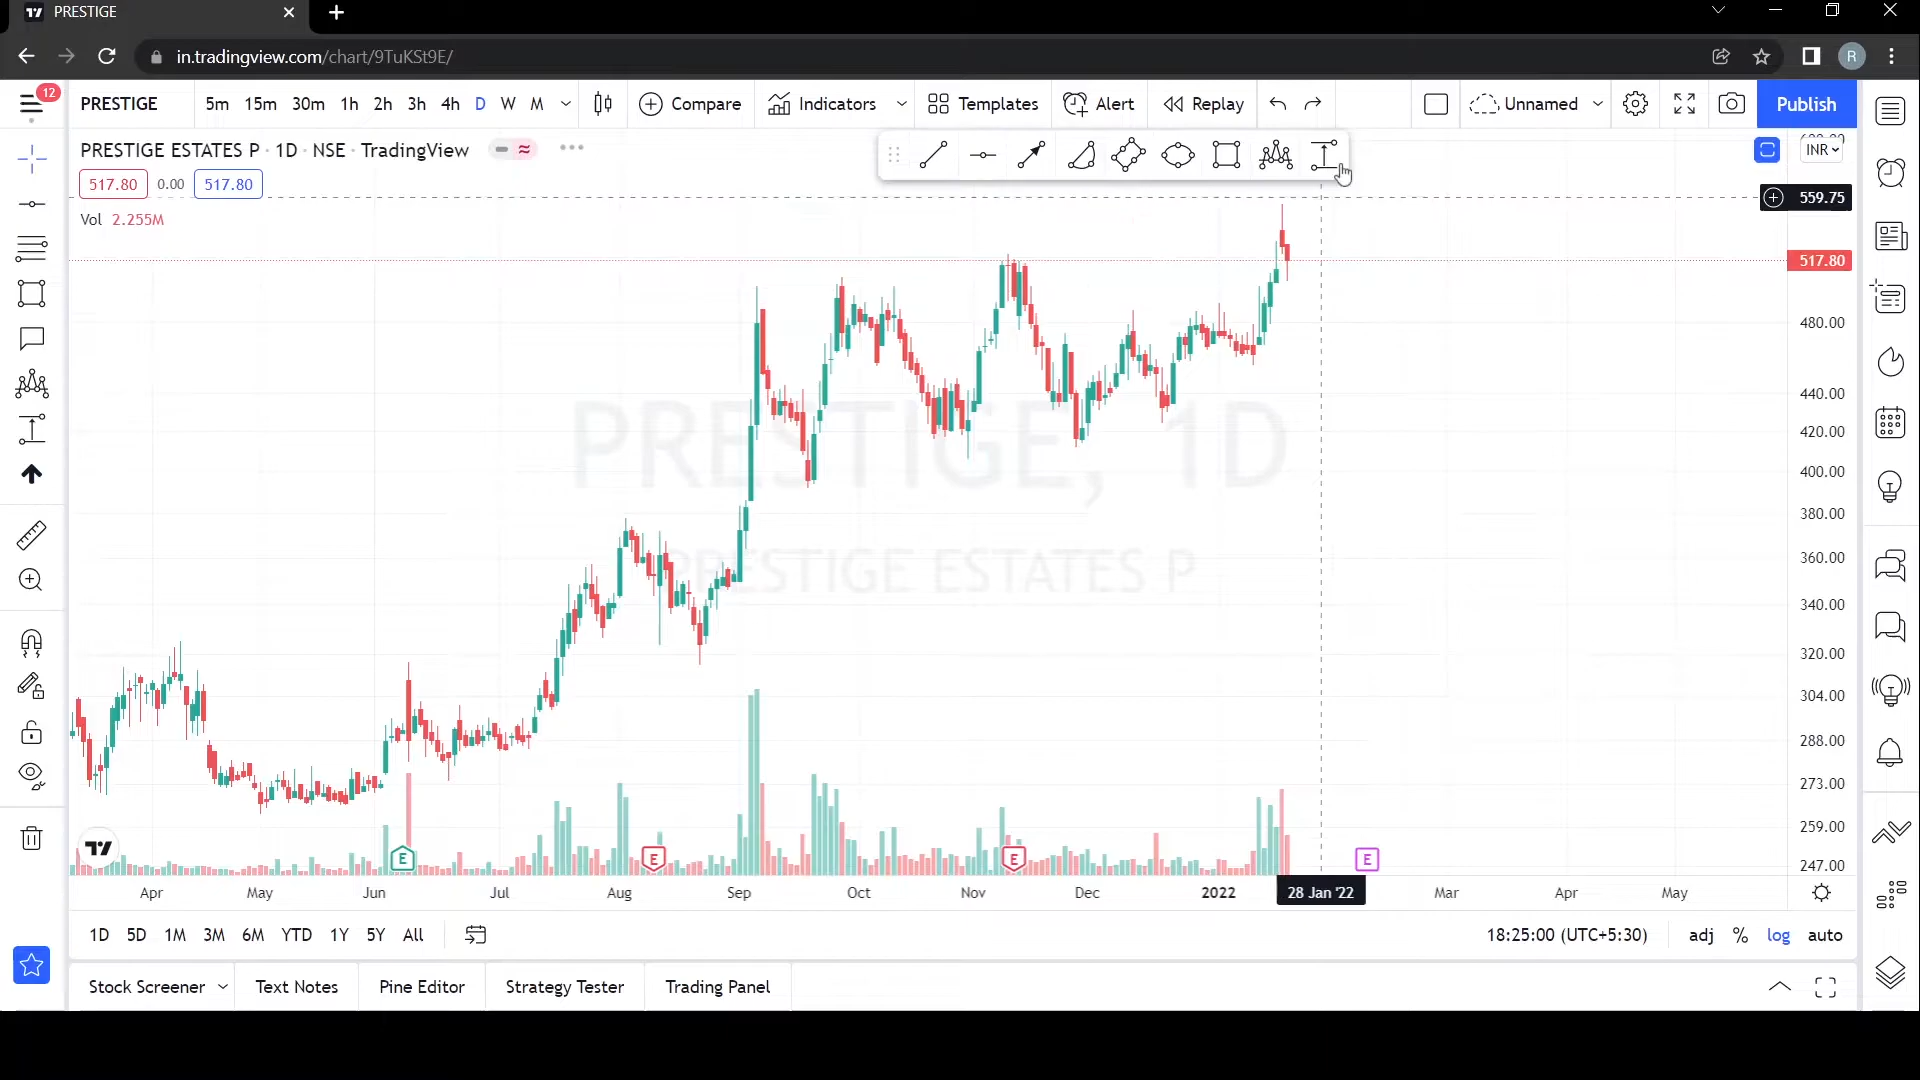 PRESTIGE
in.tradingview.com/chart/9TuKSt9E/
R
12
PRESTIGE 5m 15m 30m 1h 2h 3h 4h D W M Compare Indicators Templates Alert Replay Unnamed Publish
PRESTIGE ESTATES P · 1D · NSE · TradingView
INR
517.80 0.00 517.80
559.75
Vol 2.255M
517.80
480.00
440.00
PRESTIGE, 1D
420.00
400.00
380.00
360.00
PRESTIGE ESTATES P
340.00
320.00
304.00
288.00
273.00
259.00
E E E E
247.00
Apr May Jun Jul Aug Sep Oct Nov Dec 2022 28 Jan '22 Mar Apr May
1D 5D 1M 3M 6M YTD 1Y 5Y All 18:25:00 (UTC+5:30) adj % log auto
Stock Screener Text Notes Pine Editor Strategy Tester Trading Panel